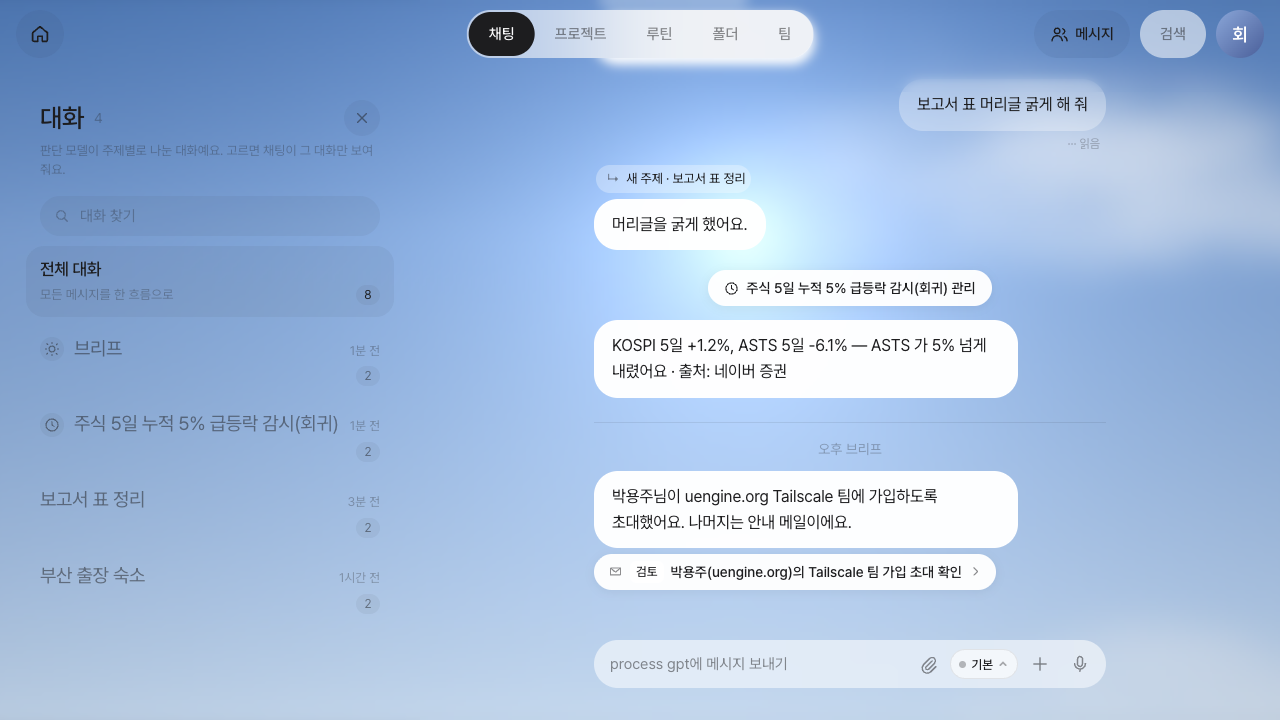 채팅
프로젝트
루틴
폴더
팀
메시지
검색
회
대화 4
판단 모델이 주제별로 나눈 대화예요. 고르면 채팅이 그 대화만 보여
줘요.
대화 찾기
전체 대화
모든 메시지를 한 흐름으로
8
브리프
1분 전
2
주식 5일 누적 5% 급등락 감시(회귀)
1분 전
2
보고서 표 정리
3분 전
2
부산 출장 숙소
1시간 전
2
보고서 표 머리글 굵게 해 줘
— 읽음
새 주제 · 보고서 표 정리
머리글을 굵게 했어요.
주식 5일 누적 5% 급등락 감시(회귀) 관리
KOSPI 5일 +1.2%, ASTS 5일 -6.1% — ASTS 가 5% 넘게
내렸어요 · 출처: 네이버 증권
오후 브리프
박용주님이 uengine.org Tailscale 팀에 가입하도록
초대했어요. 나머지는 안내 메일이에요.
검토 박용주(uengine.org)의 Tailscale 팀 가입 초대 확인
process gpt에 메시지 보내기
기본